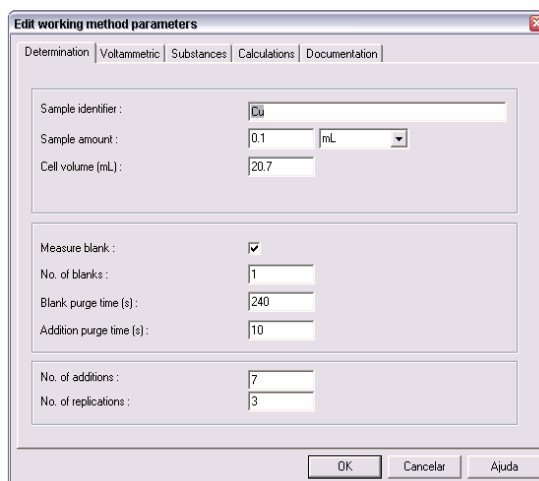 Edit working method parameters
Determination Voltammetric Substances Calculations Documentation
Sample identifier : Cu
Sample amount : 0.1 mL
Cell volume (mL) : 20.7
Measure blank :
No. of blanks : 1
Blank purge time (s) : 240
Addition purge time (s) : 10
No. of additions : 7
No. of replications : 3
OK Cancelar Ajuda